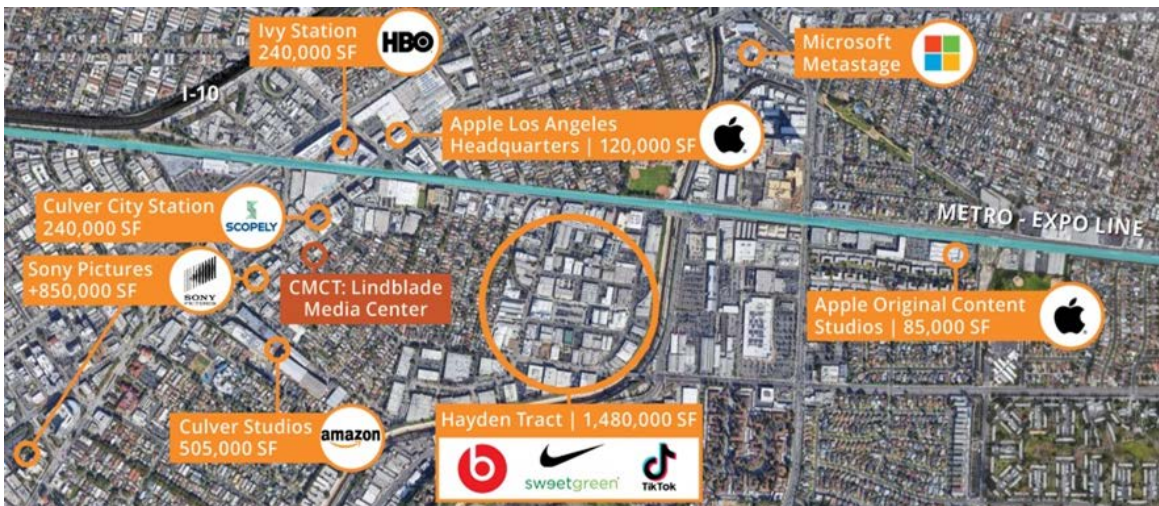 Ivy Station
240,000 SF
HBO
Microsoft
Metastage
I-10
Apple Los Angeles
Headquarters | 120,000 SF
Culver City Station
240,000 SF
SCOPELY
METRO - EXPO LINE
Sony Pictures
+850,000 SF
SONY
PICTURES
CMCT: Lindblade
Media Center
Apple Original Content
Studios | 85,000 SF
Culver Studios
505,000 SF
amazon
Hayden Tract | 1,480,000 SF
b
sweetgreen
TikTok